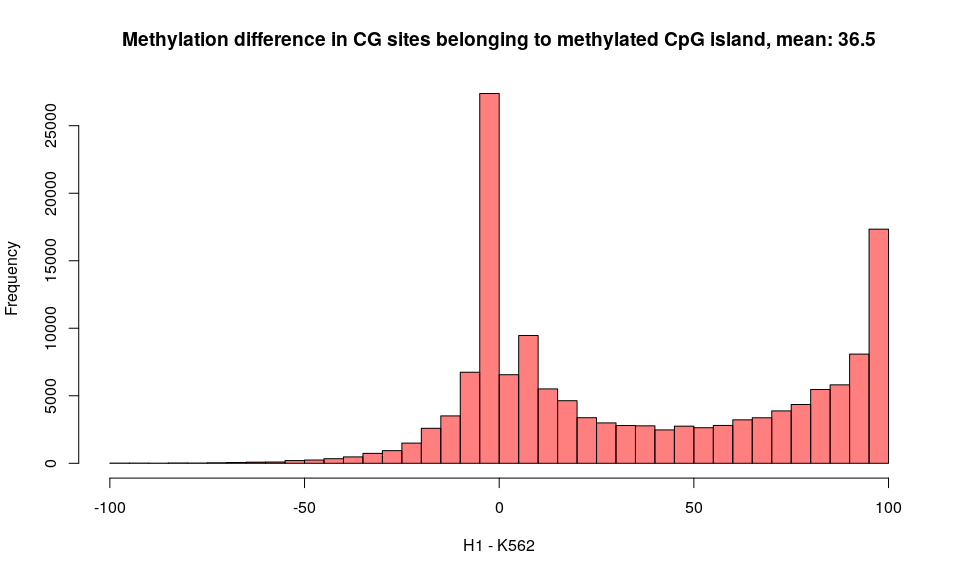 Methylation difference in CG sites belonging to methylated CpG island, mean: 36.5
Frequency
25000
20000
15000
10000
5000
0
-100 -50 0 50 100
H1 - K562